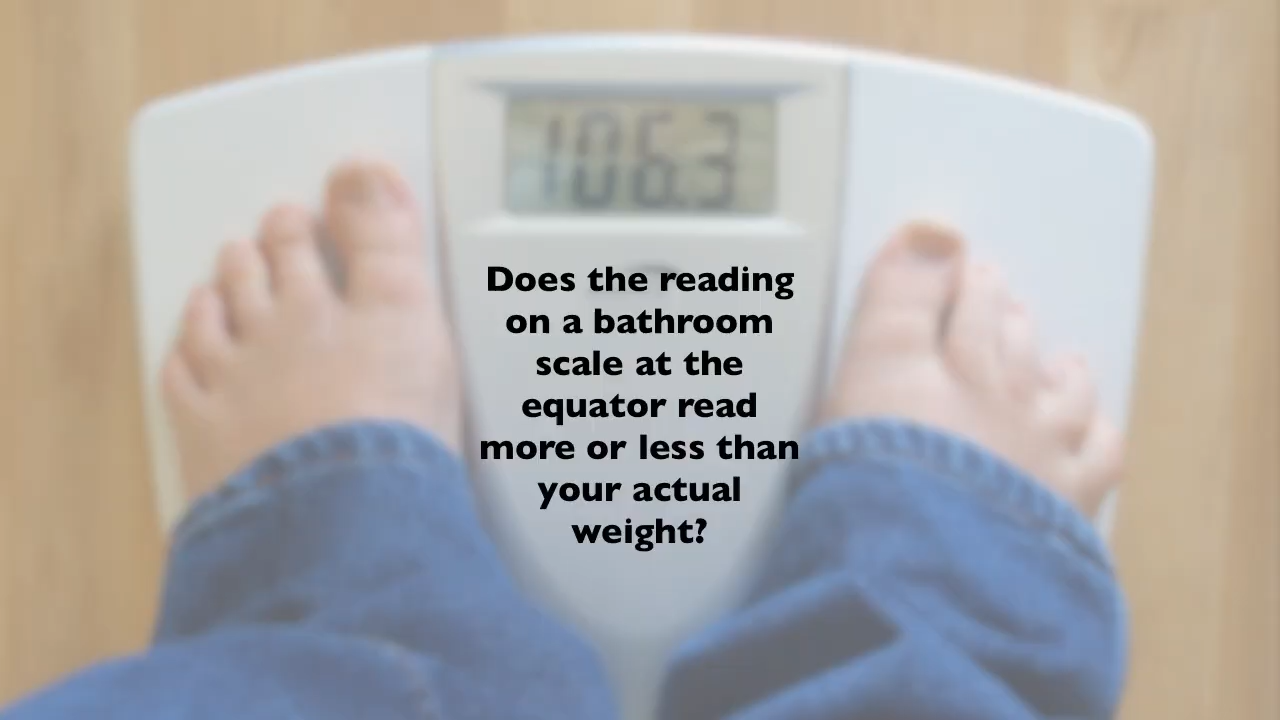 106.3
Does the reading
on a bathroom
scale at the
equator read
more or less than
your actual
weight?